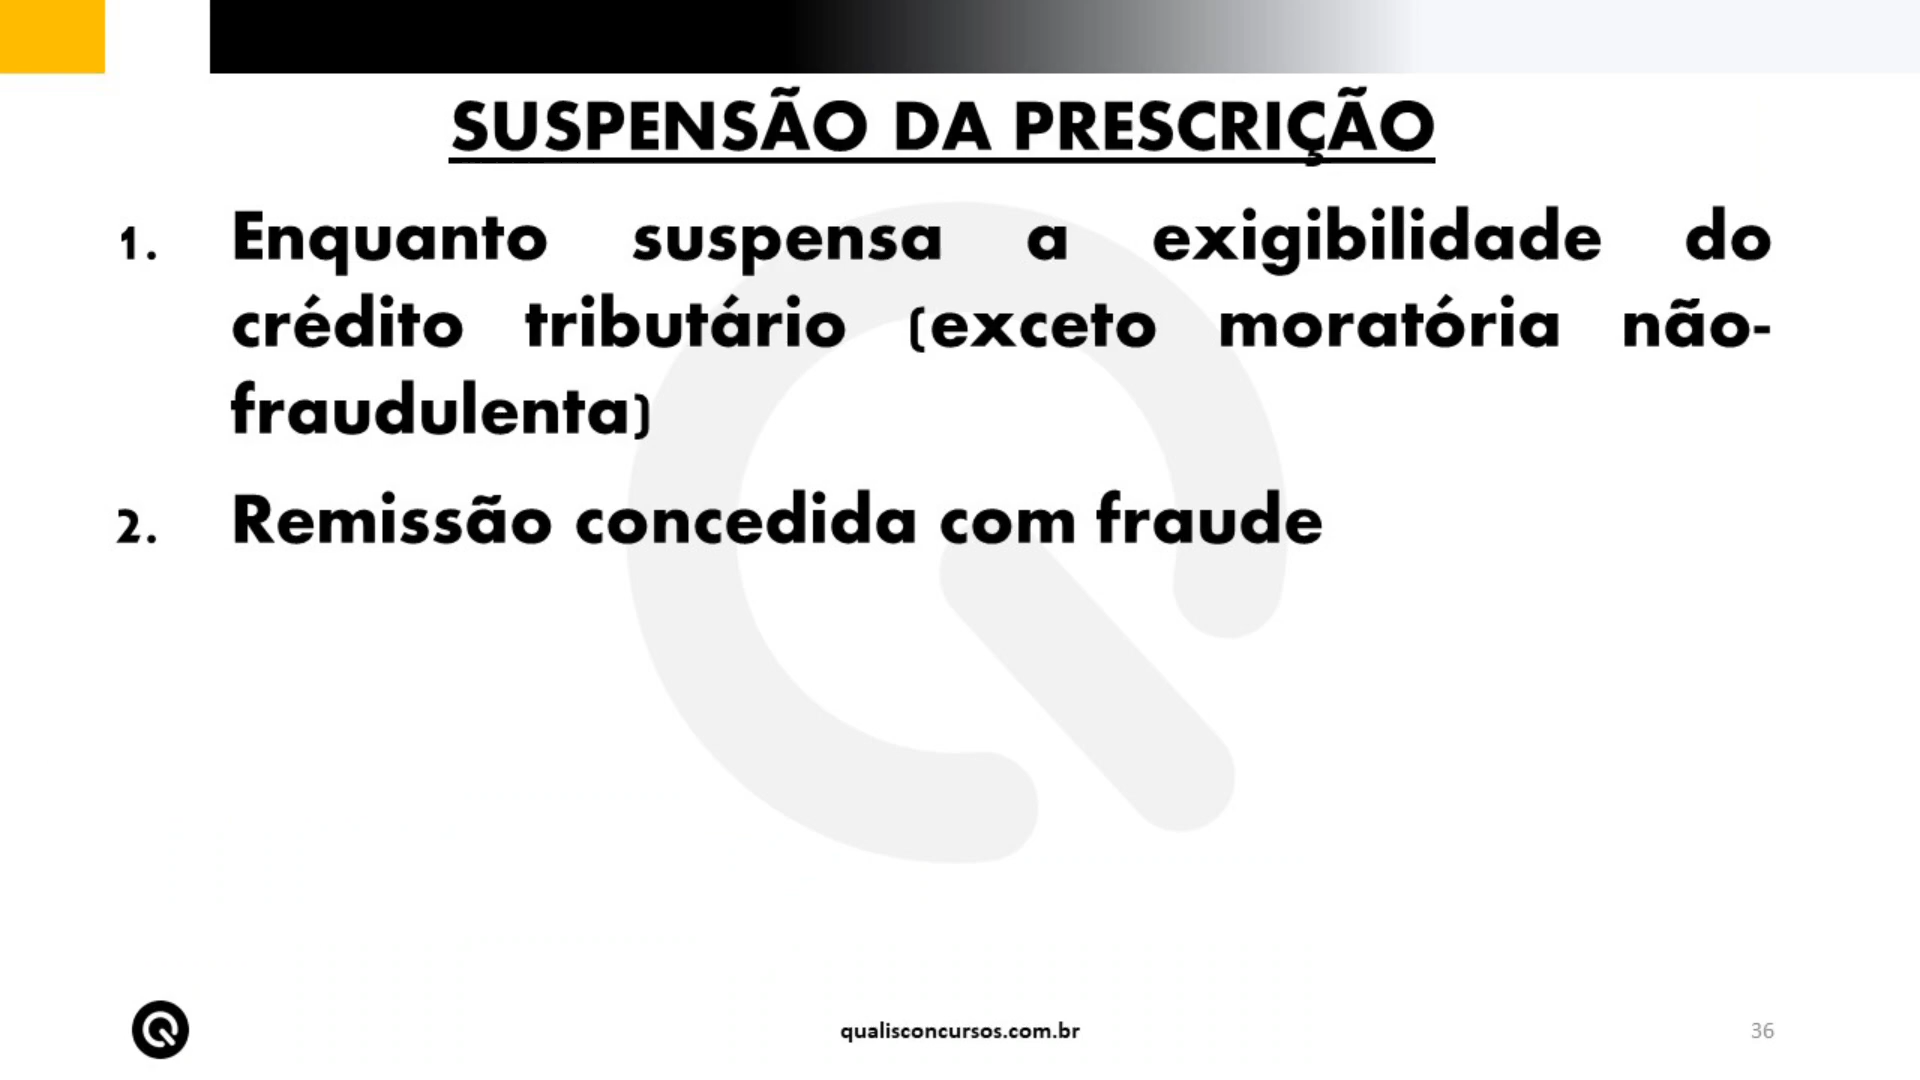 SUSPENSÃO DA PRESCRIÇÃO
1. Enquanto suspensa a exigibilidade do
crédito tributário (exceto moratória não-
fraudulenta)
2. Remissão concedida com fraude
qualisconcursos.com.br
36